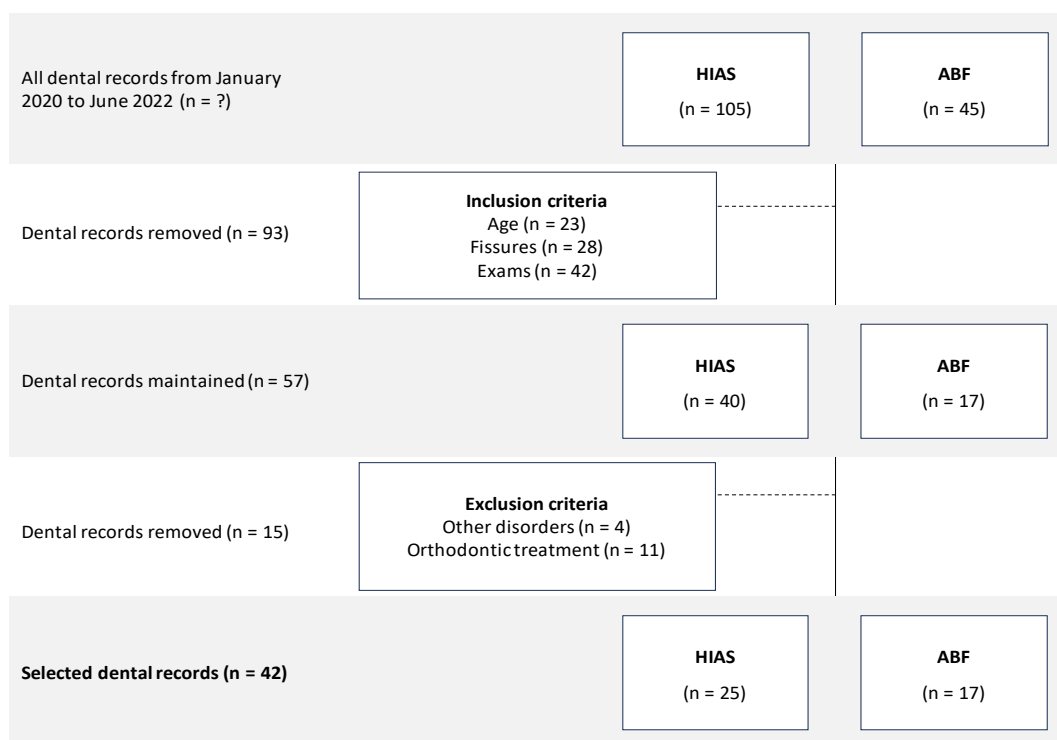 All dental records from January
2020 to June 2022 (n = ?)
HIAS
(n = 105)
ABF
(n = 45)
Dental records removed (n = 93)
Inclusion criteria
Age (n = 23)
Fissures (n = 28)
Exams (n = 42)
Dental records maintained (n = 57)
HIAS
(n = 40)
ABF
(n = 17)
Dental records removed (n = 15)
Exclusion criteria
Other disorders (n = 4)
Orthodontic treatment (n = 11)
Selected dental records (n = 42)
HIAS
(n = 25)
ABF
(n = 17)